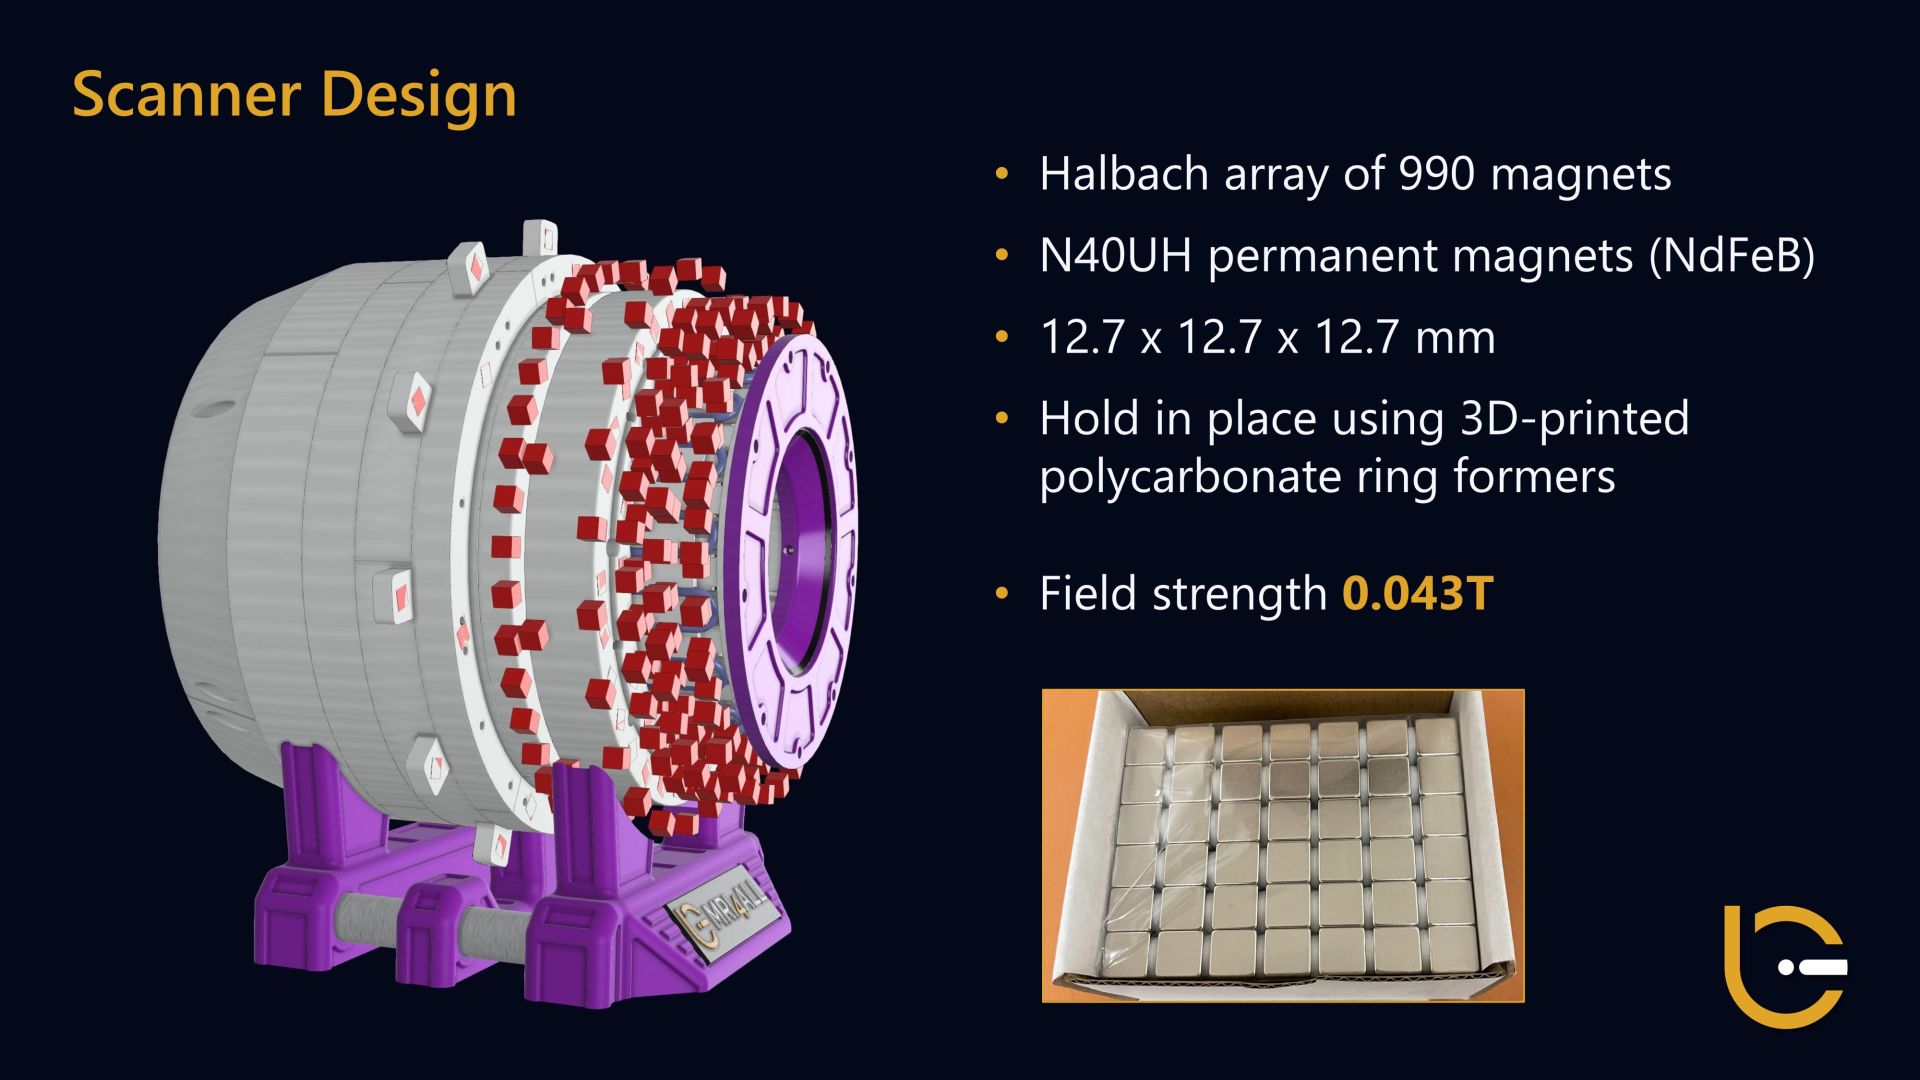 Scanner Design
• Halbach array of 990 magnets
• N40UH permanent magnets (NdFeB)
• 12.7 x 12.7 x 12.7 mm
• Hold in place using 3D-printed
polycarbonate ring formers
• Field strength 0.043T
MRI4ALL